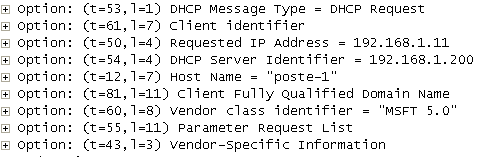 Option: (t=53,l=1) DHCP Message Type = DHCP Request
Option: (t=61,l=7) Client identifier
Option: (t=50,l=4) Requested IP Address = 192.168.1.11
Option: (t=54,l=4) DHCP Server Identifier = 192.168.1.200
Option: (t=12,l=7) Host Name = "poste-1"
Option: (t=81,l=11) Client Fully Qualified Domain Name
Option: (t=60,l=8) Vendor class identifier = "MSFT 5.0"
Option: (t=55,l=11) Parameter Request List
Option: (t=43,l=3) Vendor-Specific Information